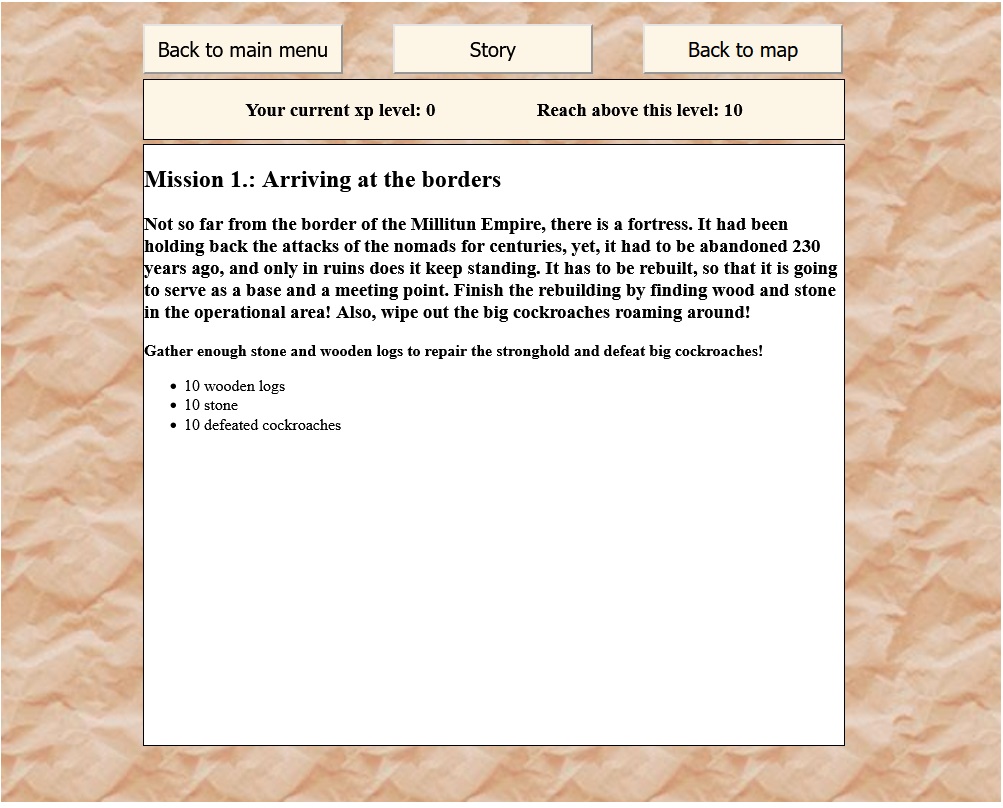 Back to main menu
Story
Back to map
Your current xp level: 0
Reach above this level: 10
Mission 1.: Arriving at the borders
Not so far from the border of the Millitun Empire, there is a fortress. It had been
holding back the attacks of the nomads for centuries, yet, it had to be abandoned 230
years ago, and only in ruins does it keep standing. It has to be rebuilt, so that it is going
to serve as a base and a meeting point. Finish the rebuilding by finding wood and stone
in the operational area! Also, wipe out the big cockroaches roaming around!
Gather enough stone and wooden logs to repair the stronghold and defeat big cockroaches!
• 10 wooden logs
• 10 stone
• 10 defeated cockroaches